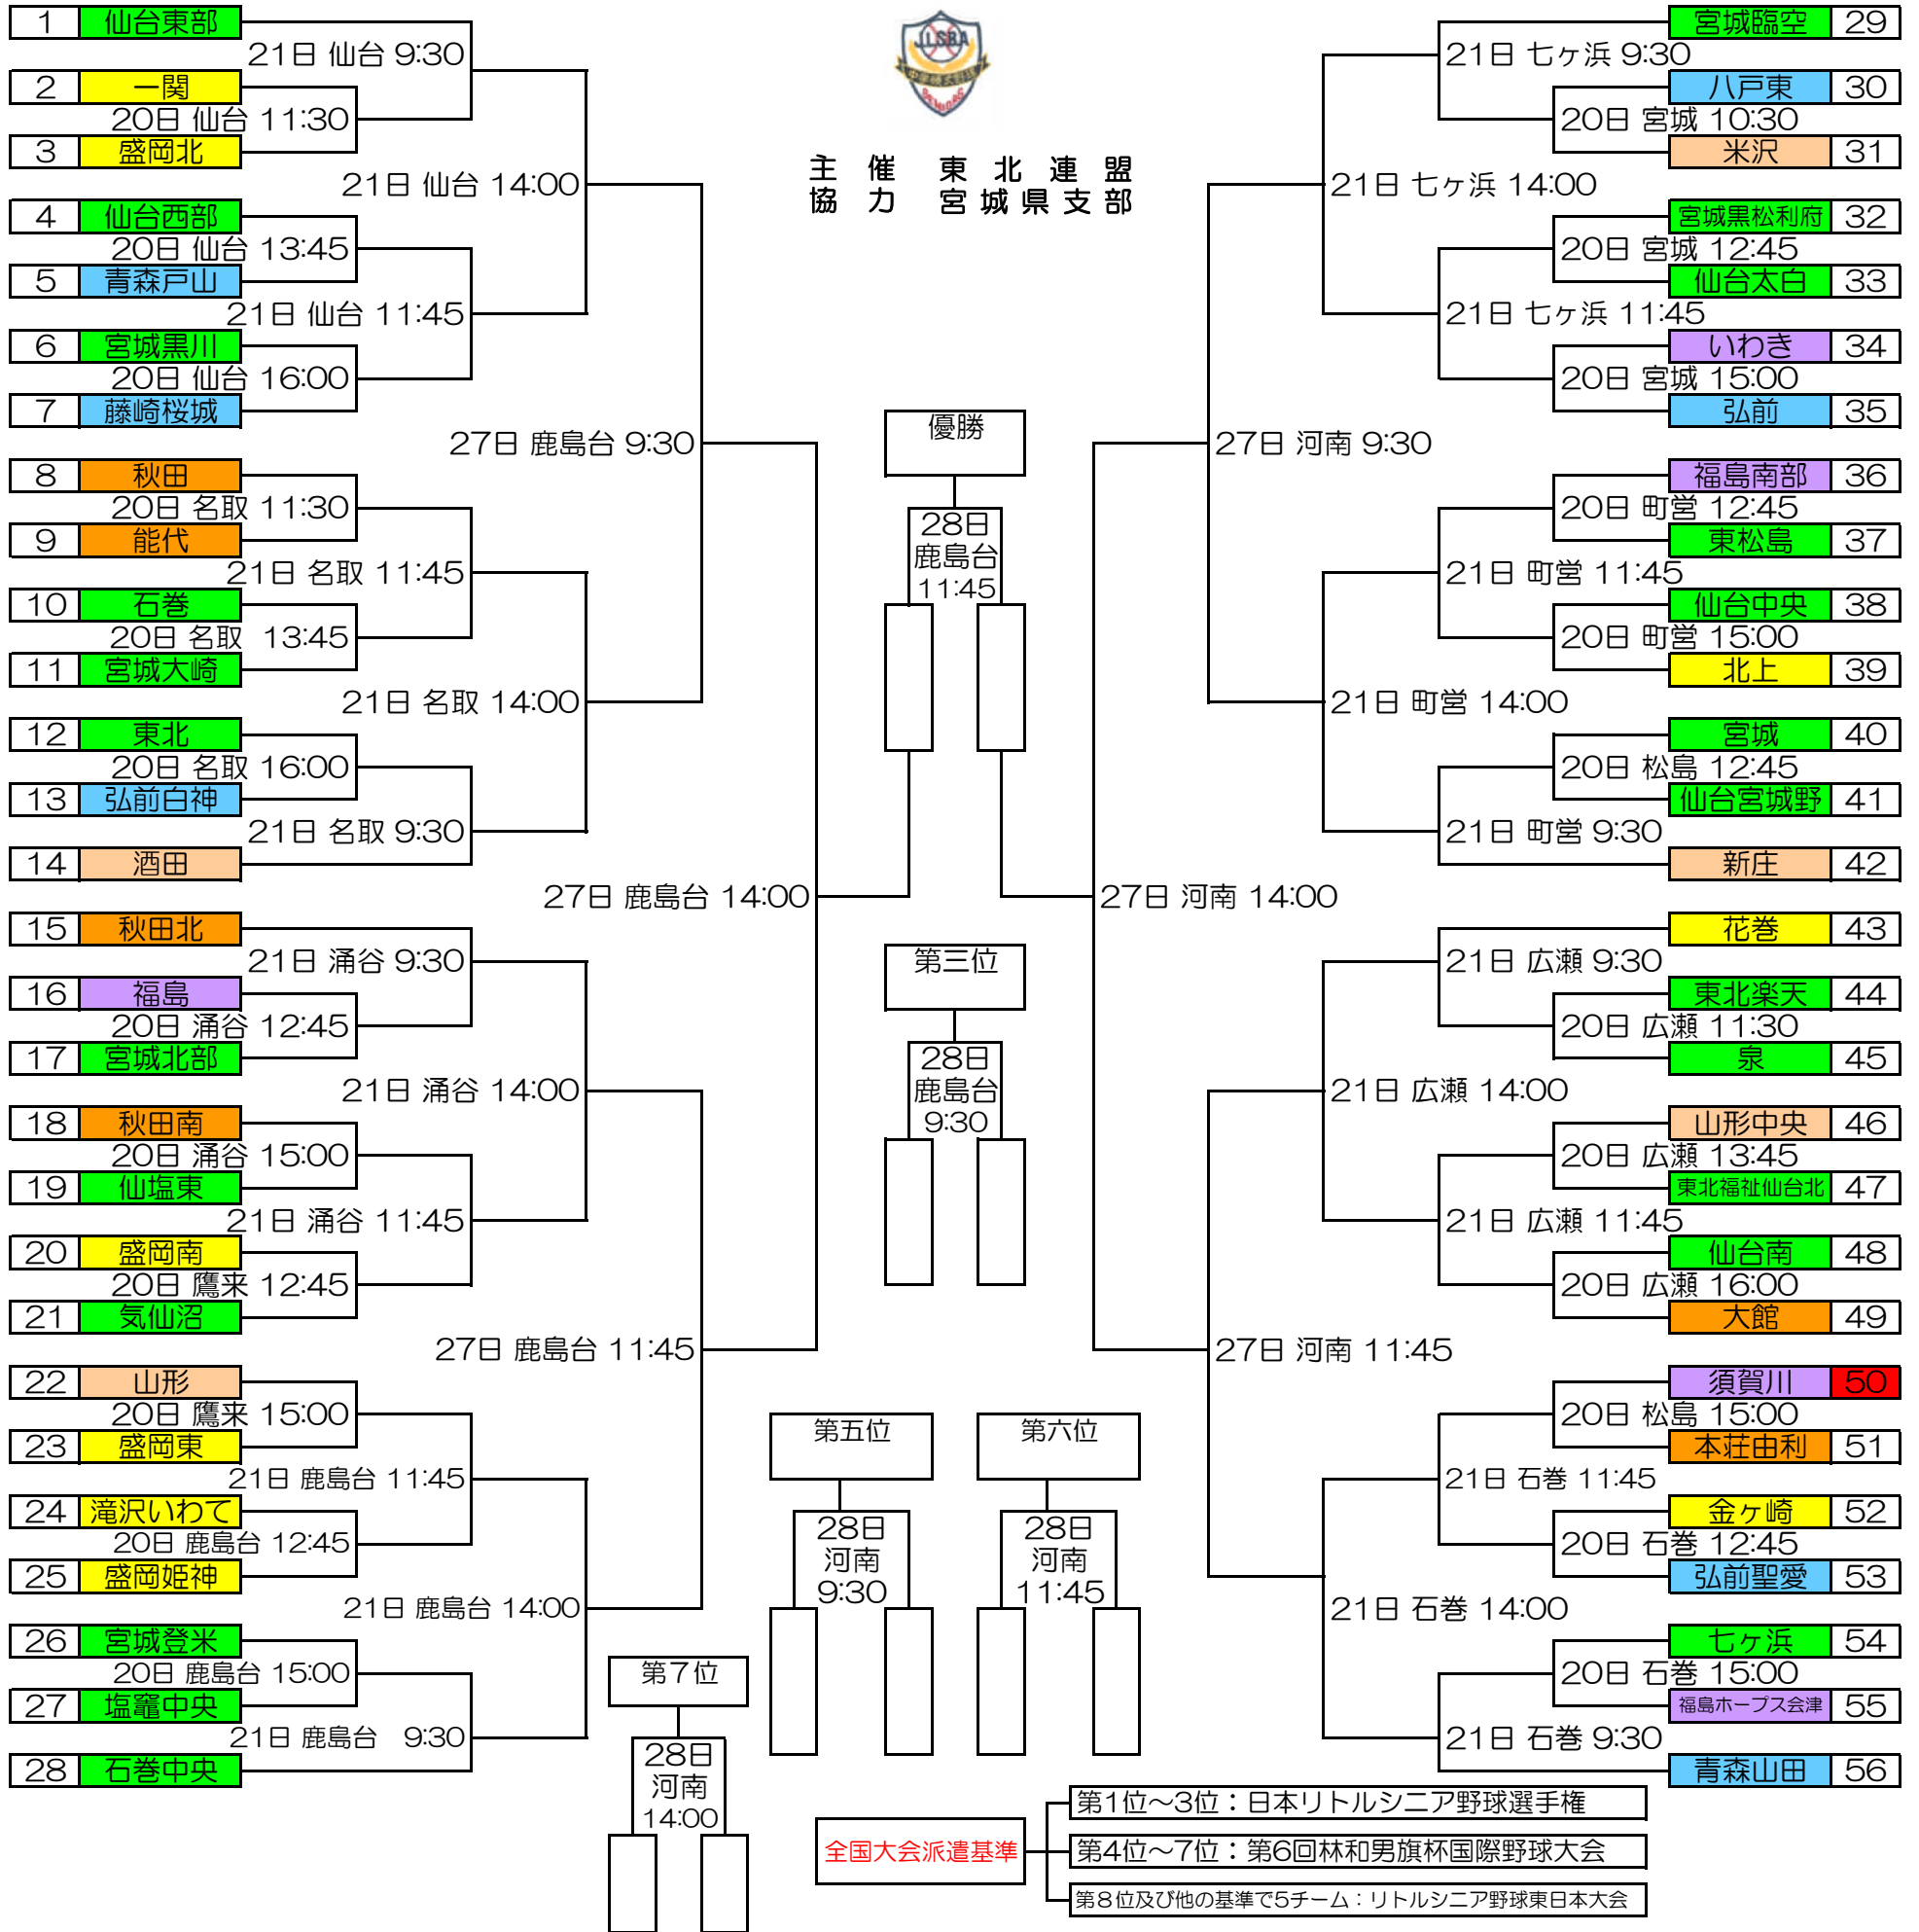 JLSBA
主 催 東 北 連 盟
協 力 宮 城 県 支 部
1 仙台東部
21日 仙台 9:30
2 一関
20日 仙台 11:30
3 盛岡北
21日 仙台 14:00
4 仙台西部
20日 仙台 13:45
5 青森戸山
21日 仙台 11:45
6 宮城黒川
20日 仙台 16:00
7 藤崎桜城
27日 鹿島台 9:30
8 秋田
20日 名取 11:30
9 能代
21日 名取 11:45
10 石巻
20日 名取 13:45
11 宮城大崎
21日 名取 14:00
12 東北
20日 名取 16:00
13 弘前白神
21日 名取 9:30
14 酒田
27日 鹿島台 14:00
15 秋田北
21日 涌谷 9:30
16 福島
20日 涌谷 12:45
17 宮城北部
21日 涌谷 14:00
18 秋田南
20日 涌谷 15:00
19 仙塩東
21日 涌谷 11:45
20 盛岡南
20日 鷹来 12:45
21 気仙沼
27日 鹿島台 11:45
22 山形
20日 鷹来 15:00
23 盛岡東
21日 鹿島台 11:45
24 滝沢いわて
20日 鹿島台 12:45
25 盛岡姫神
21日 鹿島台 14:00
26 宮城登米
20日 鹿島台 15:00
27 塩竈中央
21日 鹿島台 9:30
28 石巻中央
優勝
28日
鹿島台
11:45
第三位
28日
鹿島台
9:30
第五位
28日
河南
9:30
第六位
28日
河南
11:45
第7位
28日
河南
14:00
宮城臨空 29
21日 七ヶ浜 9:30
八戸東 30
20日 宮城 10:30
米沢 31
21日 七ヶ浜 14:00
宮城黒松利府 32
20日 宮城 12:45
仙台太白 33
21日 七ヶ浜 11:45
いわき 34
20日 宮城 15:00
弘前 35
27日 河南 9:30
福島南部 36
20日 町営 12:45
東松島 37
21日 町営 11:45
仙台中央 38
20日 町営 15:00
北上 39
21日 町営 14:00
宮城 40
20日 松島 12:45
仙台宮城野 41
21日 町営 9:30
新庄 42
27日 河南 14:00
花巻 43
21日 広瀬 9:30
東北楽天 44
20日 広瀬 11:30
泉 45
21日 広瀬 14:00
山形中央 46
20日 広瀬 13:45
東北福祉仙台北 47
21日 広瀬 11:45
仙台南 48
20日 広瀬 16:00
大館 49
27日 河南 11:45
須賀川 50
20日 松島 15:00
本荘由利 51
21日 石巻 11:45
金ヶ崎 52
20日 石巻 12:45
弘前聖愛 53
21日 石巻 14:00
七ヶ浜 54
20日 石巻 15:00
福島ホープス会津 55
21日 石巻 9:30
青森山田 56
全国大会派遣基準
第1位～3位：日本リトルシニア野球選手権
第4位～7位：第6回林和男旗杯国際野球大会
第8位及び他の基準で5チーム：リトルシニア野球東日本大会